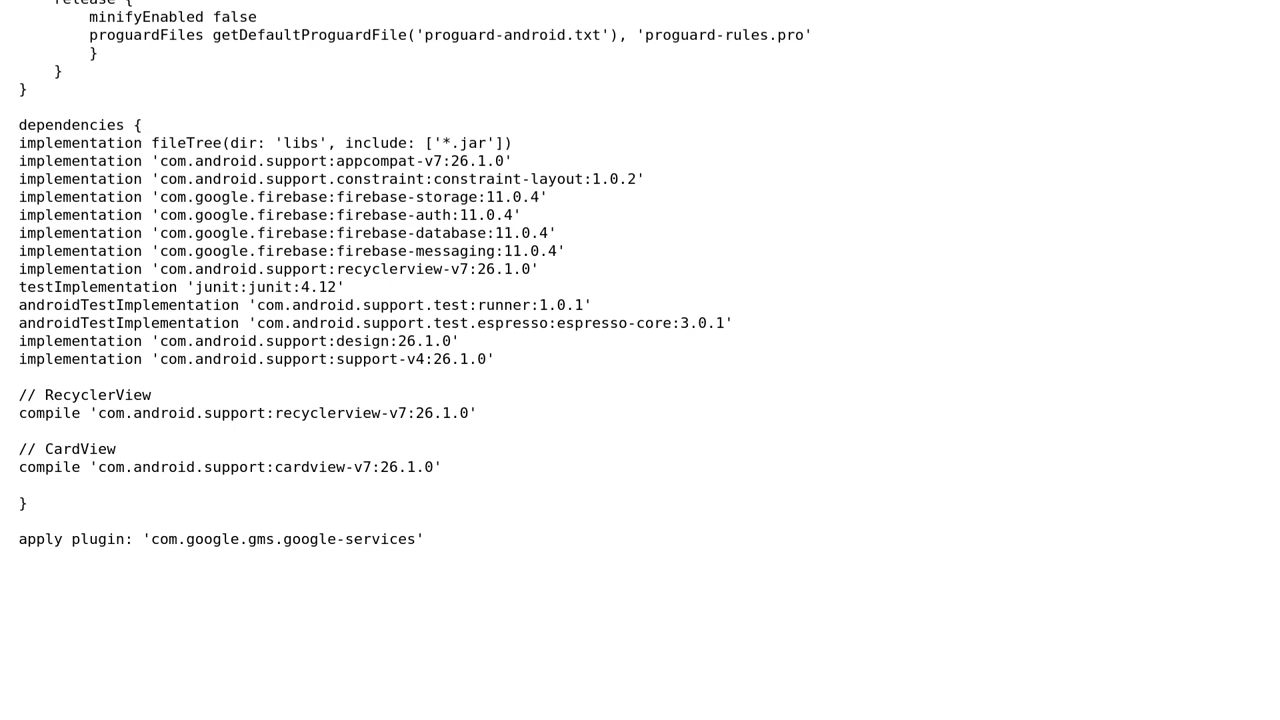 release {
        minifyEnabled false
        proguardFiles getDefaultProguardFile('proguard-android.txt'), 'proguard-rules.pro'
        }
    }
}

dependencies {
implementation fileTree(dir: 'libs', include: ['*.jar'])
implementation 'com.android.support:appcompat-v7:26.1.0'
implementation 'com.android.support.constraint:constraint-layout:1.0.2'
implementation 'com.google.firebase:firebase-storage:11.0.4'
implementation 'com.google.firebase:firebase-auth:11.0.4'
implementation 'com.google.firebase:firebase-database:11.0.4'
implementation 'com.google.firebase:firebase-messaging:11.0.4'
implementation 'com.android.support:recyclerview-v7:26.1.0'
testImplementation 'junit:junit:4.12'
androidTestImplementation 'com.android.support.test:runner:1.0.1'
androidTestImplementation 'com.android.support.test.espresso:espresso-core:3.0.1'
implementation 'com.android.support:design:26.1.0'
implementation 'com.android.support:support-v4:26.1.0'

// RecyclerView
compile 'com.android.support:recyclerview-v7:26.1.0'

// CardView
compile 'com.android.support:cardview-v7:26.1.0'

}

apply plugin: 'com.google.gms.google-services'